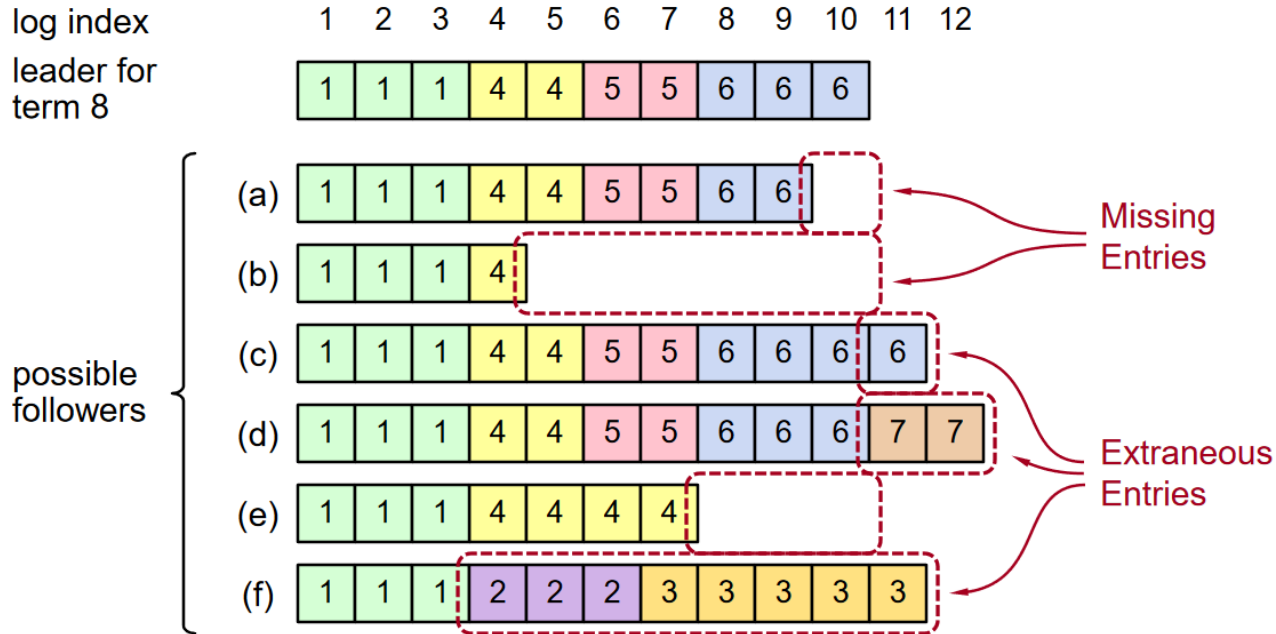 log index 1 2 3 4 5 6 7 8 9 10 11 12
leader for
term 8
1 1 1 4 4 5 5 6 6 6
(a) 1 1 1 4 4 5 5 6 6
Missing
Entries
(b) 1 1 1 4
(c) 1 1 1 4 4 5 5 6 6 6 6
possible
followers
(d) 1 1 1 4 4 5 5 6 6 6 7 7
Extraneous
Entries
(e) 1 1 1 4 4 4 4
(f) 1 1 1 2 2 2 3 3 3 3 3